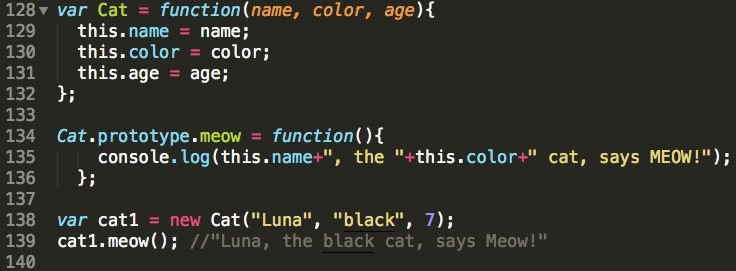 128 var Cat = function(name, color, age){
129   this.name = name;
130   this.color = color;
131   this.age = age;
132 };
133
134 Cat.prototype.meow = function(){
135     console.log(this.name+", the "+this.color+" cat, says MEOW!");
136   };
137
138 var cat1 = new Cat("Luna", "black", 7);
139 cat1.meow(); //"Luna, the black cat, says Meow!"
140